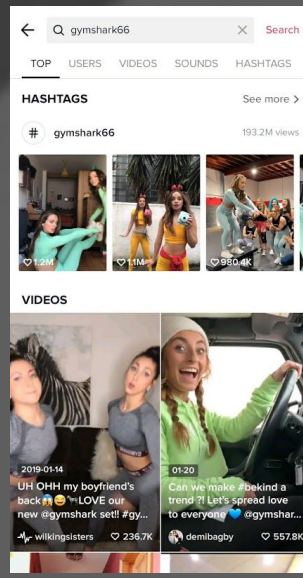 gymshark66
Search
TOP USERS VIDEOS SOUNDS HASHTAGS
HASHTAGS
See more >
# gymshark66
193.2M views
1.2M
1.1M
980.4K
VIDEOS
2019-01-14
UH OHH my boyfriend's
back😱😂🐃LOVE our
new @gymshark set!! #gy...
wilkingsisters 236.7K
01-20
Can we make #bekind a
trend ?! Let's spread love
to everyone 💙 @gymshar...
demibagby 557.8K